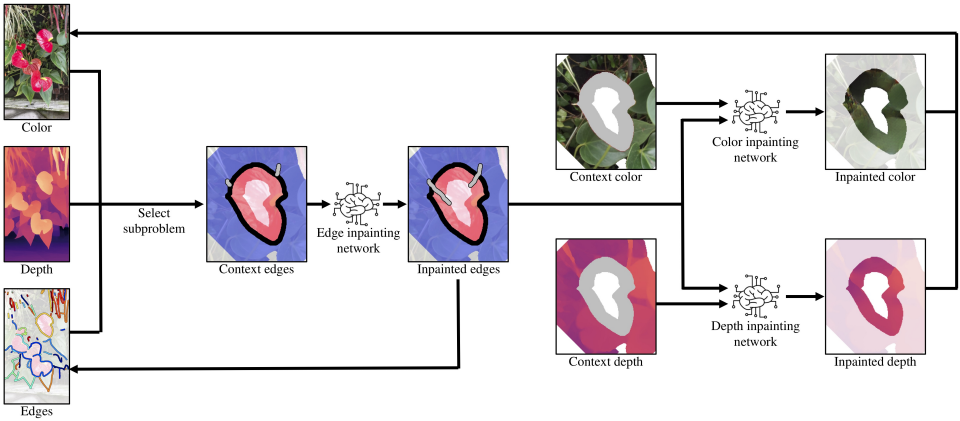 Color
Depth
Edges
Select
subproblem
Context edges
Edge inpainting
network
Inpainted edges
Context color
Color inpainting
network
Inpainted color
Context depth
Depth inpainting
network
Inpainted depth